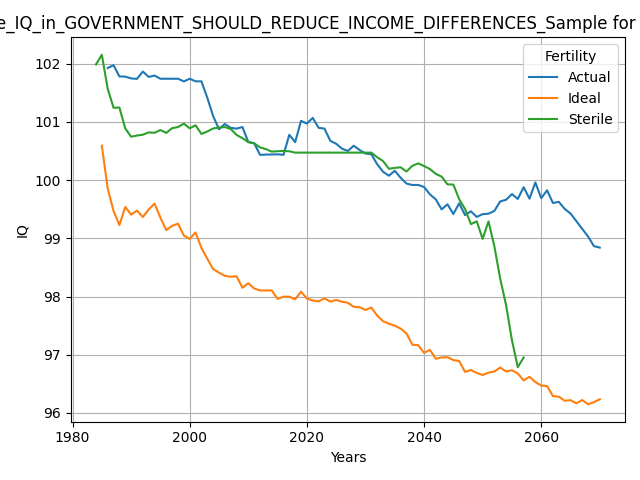 e_IQ_in_GOVERNMENT_SHOULD_REDUCE_INCOME_DIFFERENCES_Sample for
Fertility
Actual
Ideal
Sterile
IQ
102
101
100
99
98
97
96
1980 2000 2020 2040 2060
Years